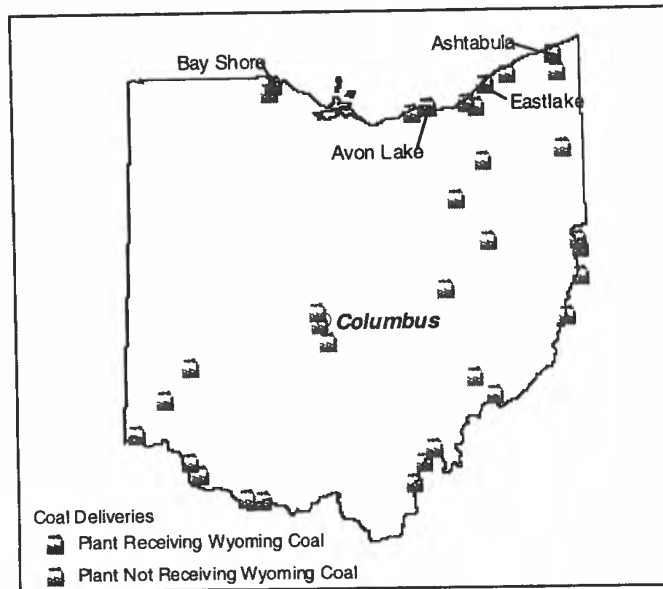 Ashtabula
Bay Shore
Eastlake
Avon Lake
Columbus
Coal Deliveries
Plant Receiving Wyoming Coal
Plant Not Receiving Wyoming Coal